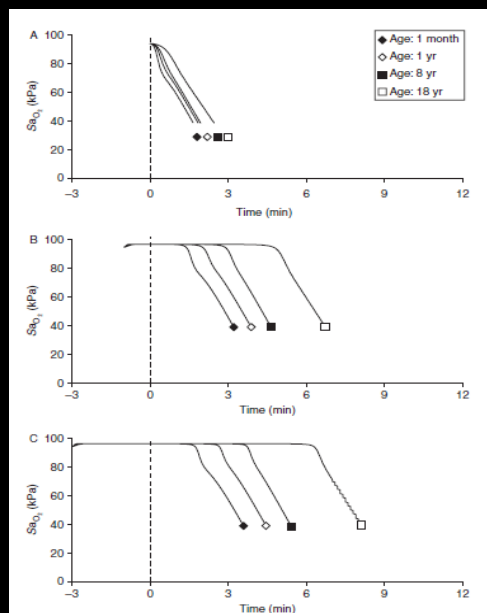 A
100
80
60
40
20
0
SaO₂ (kPa)
−3 0 3 6 9 12
Time (min)
Age: 1 month
Age: 1 yr
Age: 8 yr
Age: 18 yr
B
100
80
60
40
20
0
SaO₂ (kPa)
−3 0 3 6 9 12
Time (min)
C
100
80
60
40
20
0
SaO₂ (kPa)
−3 0 3 6 9 12
Time (min)